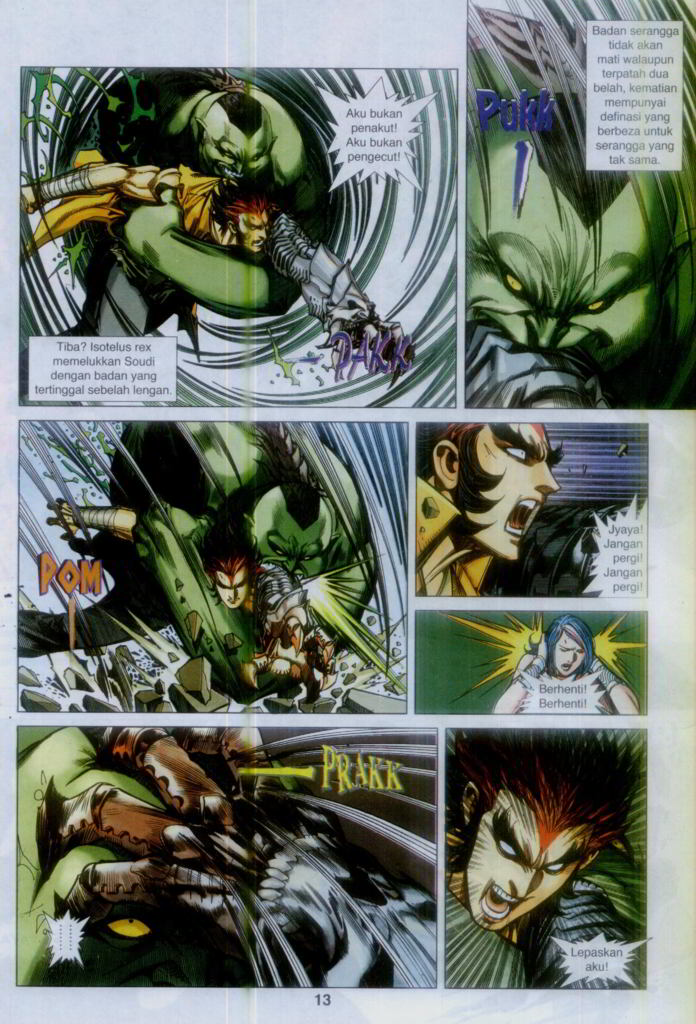 Aku bukan
penakut!
Aku bukan
pengecut!
Tiba? Isotelus rex
memelukkan Soudi
dengan badan yang
tertinggal sebelah lengan.
DAKK
Badan serangga
tidak akan
mati walaupun
terpatah dua
belah, kematian
mempunyai
definasi yang
berbeza untuk
serangga yang
tak sama.
Pukk
!
POM
!
Jyaya!
Jangan
pergi!
Jangan
pergi!
Berhenti!
Berhenti!
PRAKK
Lepaskan
aku!
13